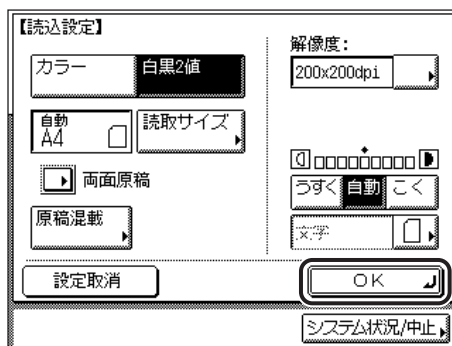 【読込設定】
カラー
白黒2値
自動
A4
読取サイズ
両面原稿
原稿混載
解像度:
200x200dpi
うすく
自動
こく
文字
設定取消
OK
システム状況/中止